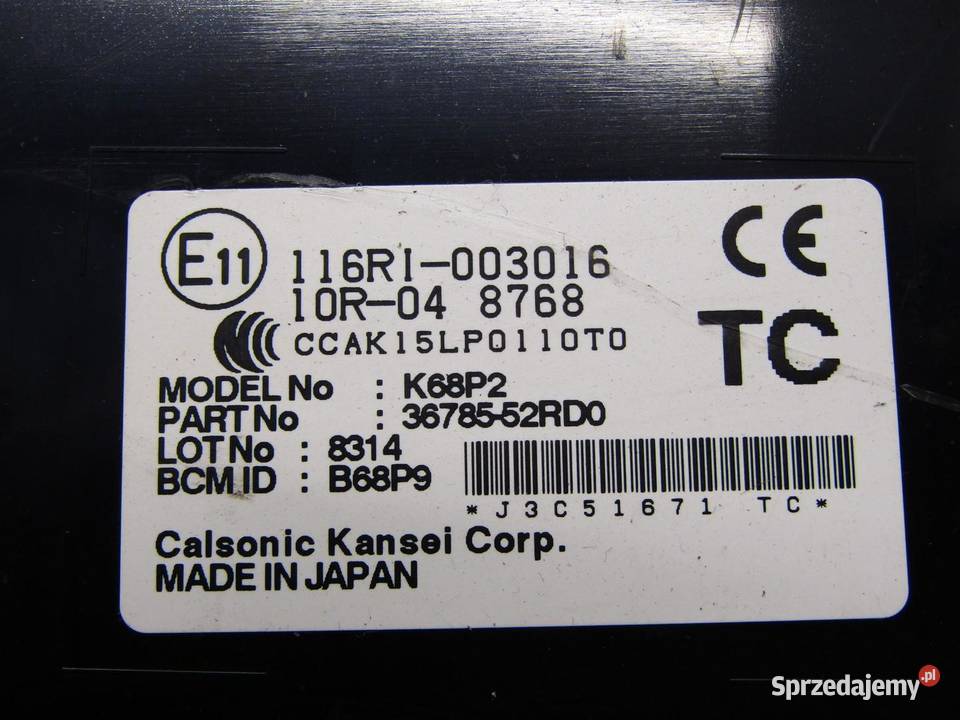 E11 116RI-003016
10R-04 8768
CCAK15LP0110T0
CE
TC
MODEL No : K68P2
PART No : 36785-52RD0
LOT No : 8314
BCM ID : B68P9
*J3C51671 TC*
Calsonic Kansei Corp.
MADE IN JAPAN
Sprzedajemy.pl